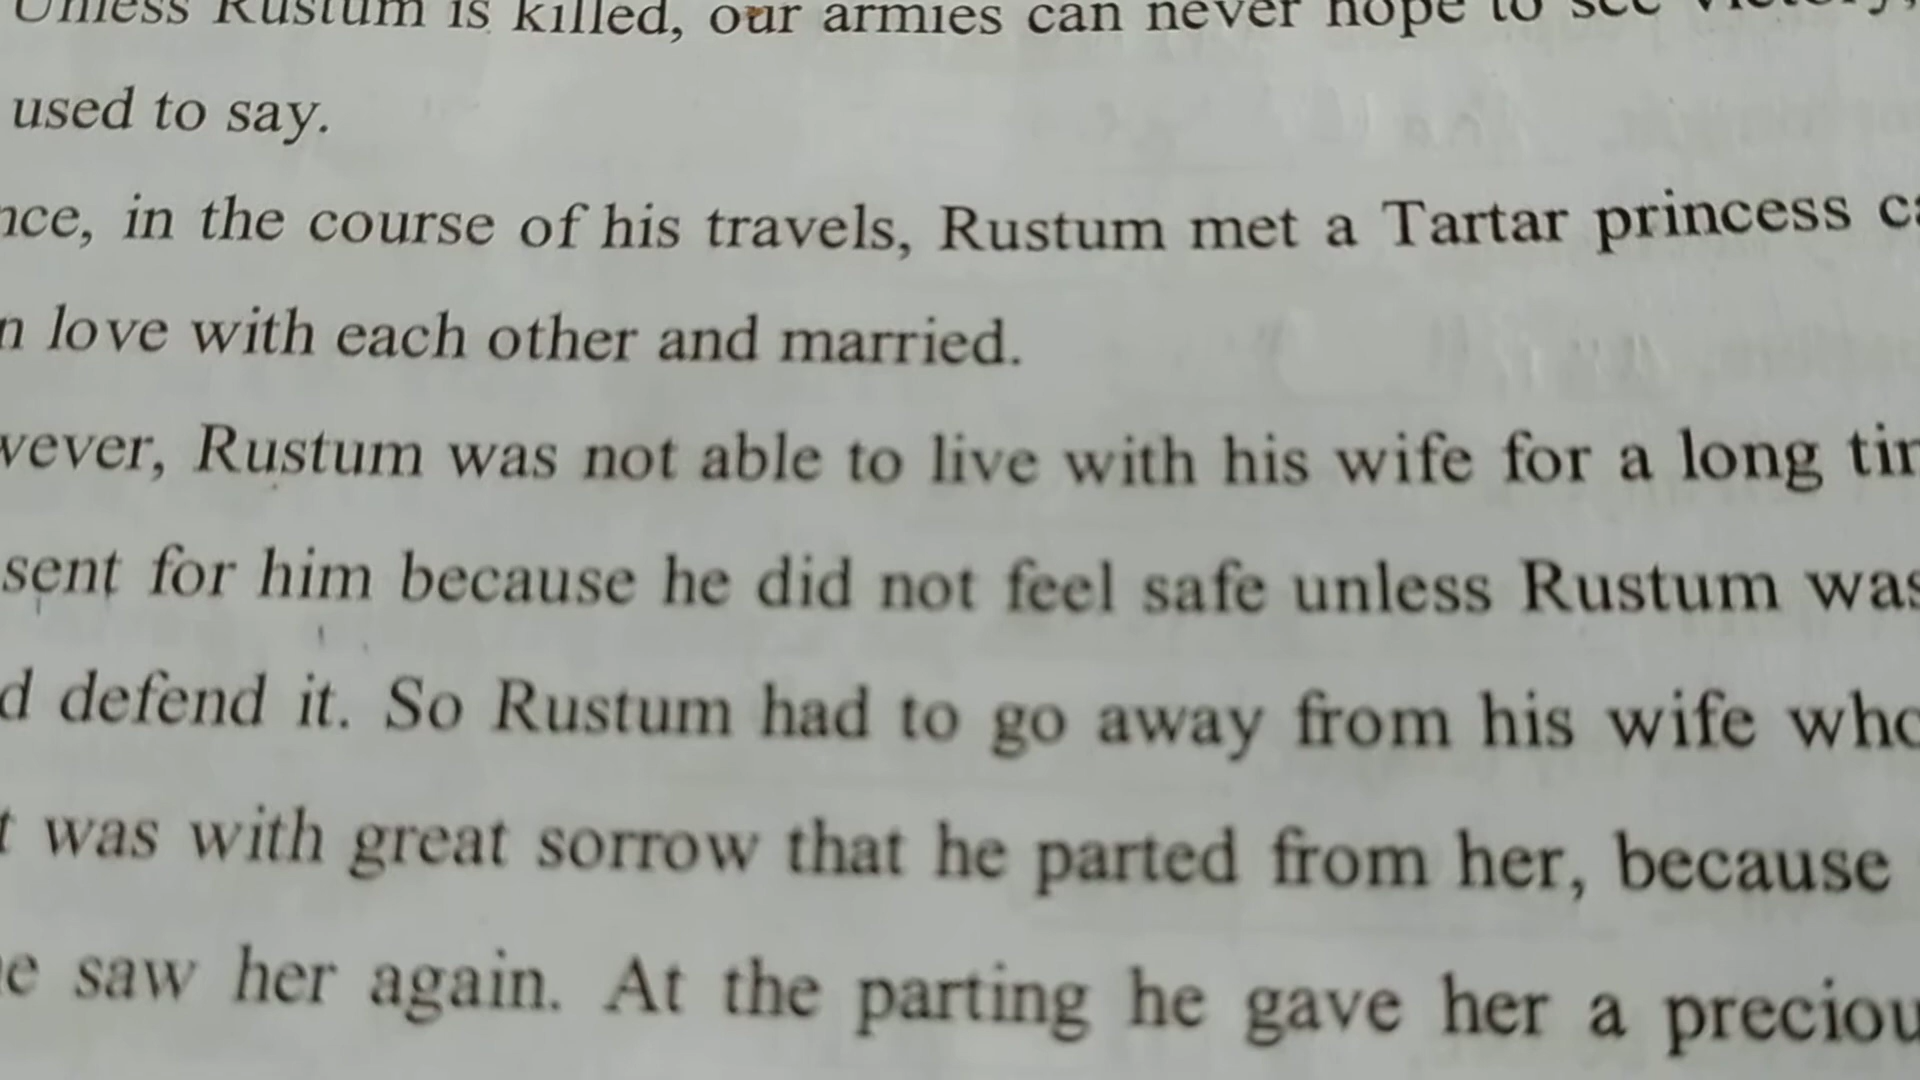 Unless Rustum is killed, our armies can never hope to see victory,
used to say.
nce, in the course of his travels, Rustum met a Tartar princess ca
n love with each other and married.
wever, Rustum was not able to live with his wife for a long tim
sent for him because he did not feel safe unless Rustum was
d defend it. So Rustum had to go away from his wife who
t was with great sorrow that he parted from her, because
e saw her again. At the parting he gave her a preciou